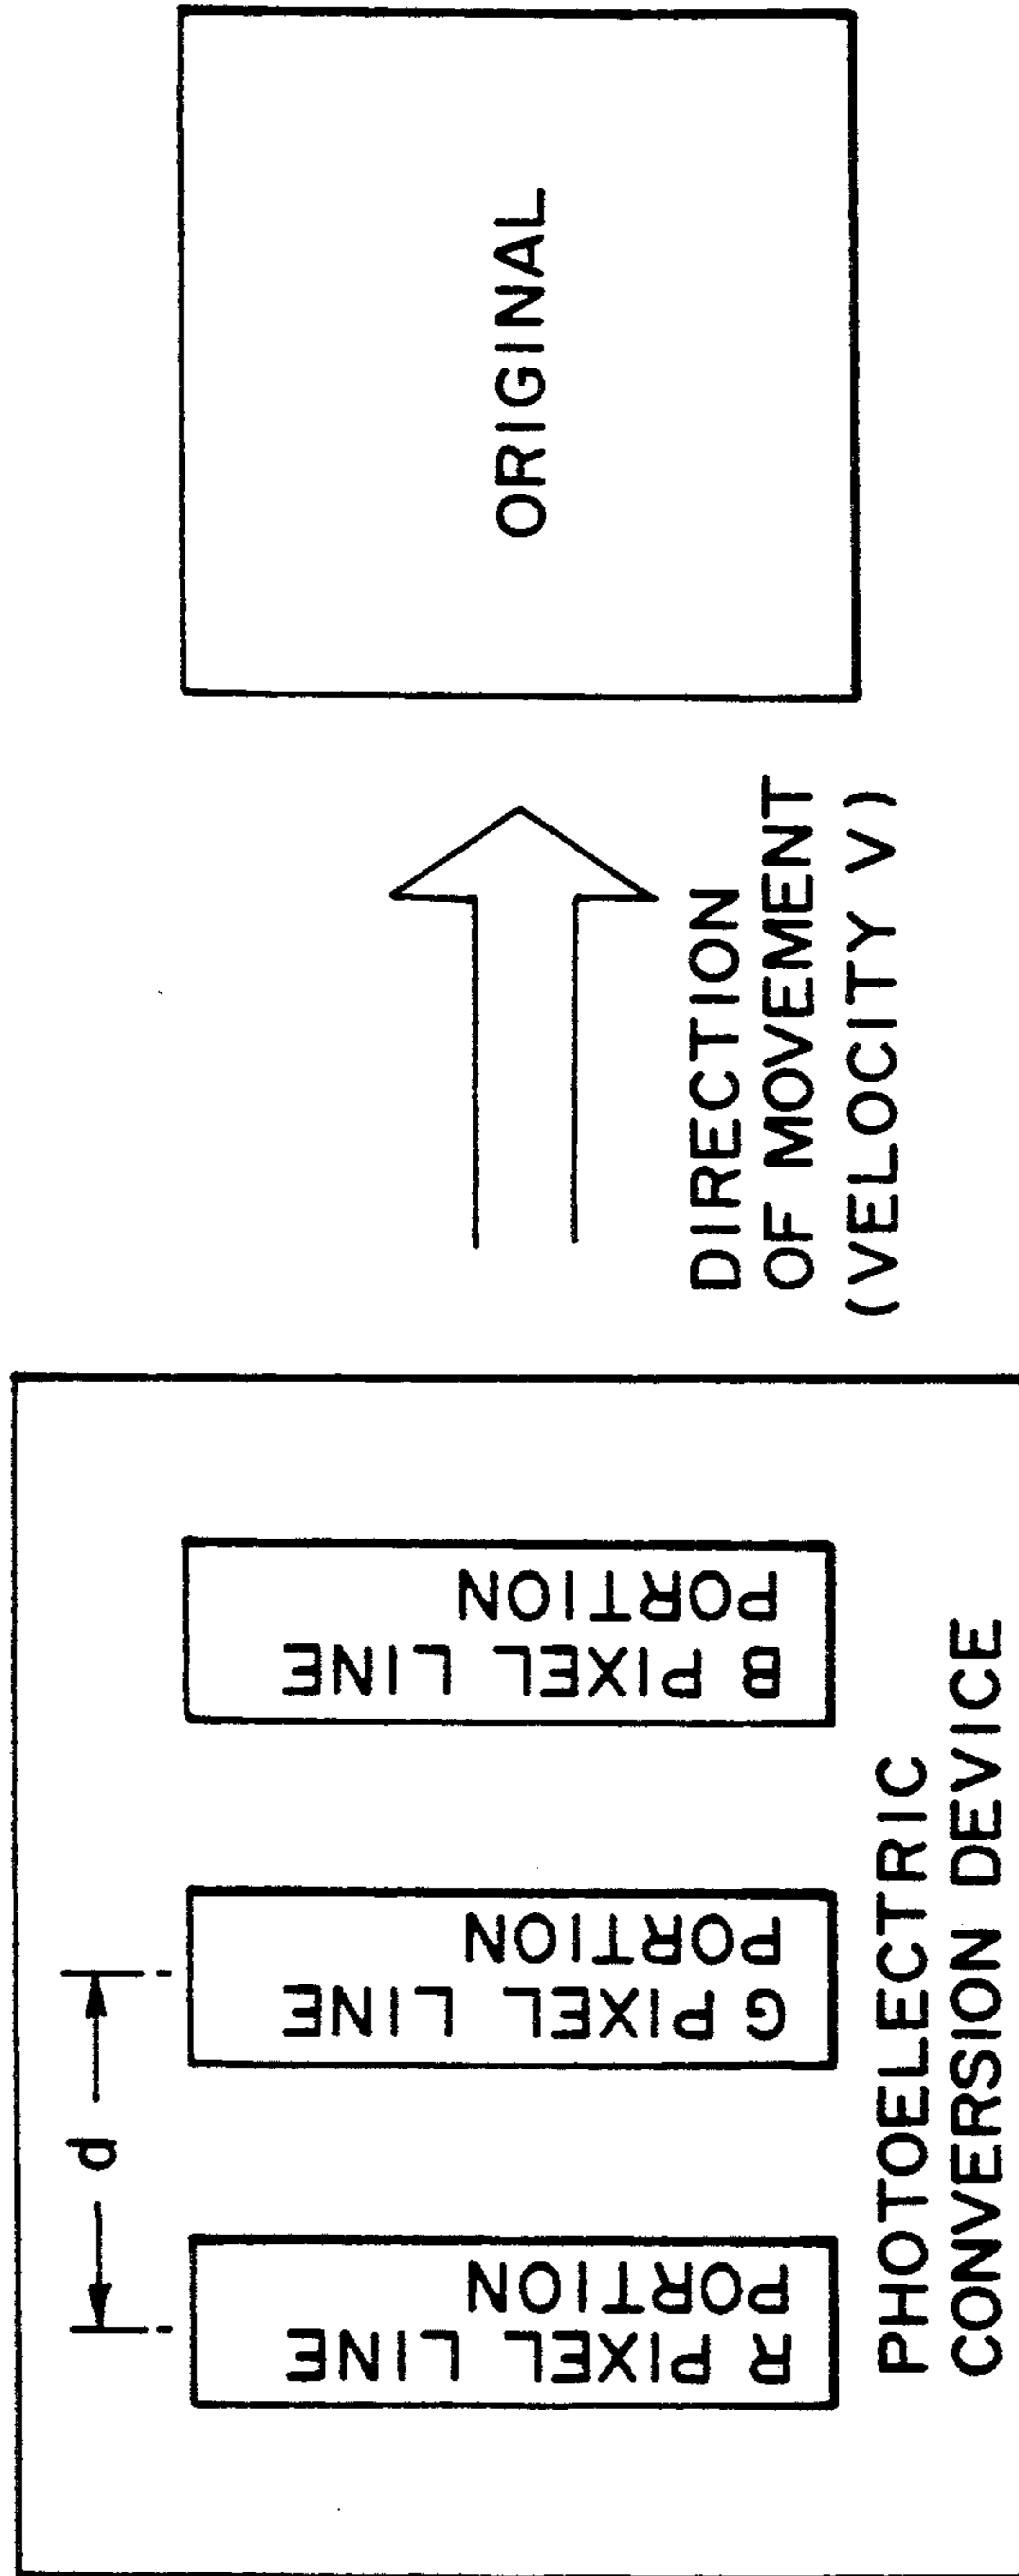 d
R PIXEL LINE
PORTION
G PIXEL LINE
PORTION
B PIXEL LINE
PORTION
PHOTOELECTRIC
CONVERSION DEVICE
DIRECTION
OF MOVEMENT
(VELOCITY V)
ORIGINAL